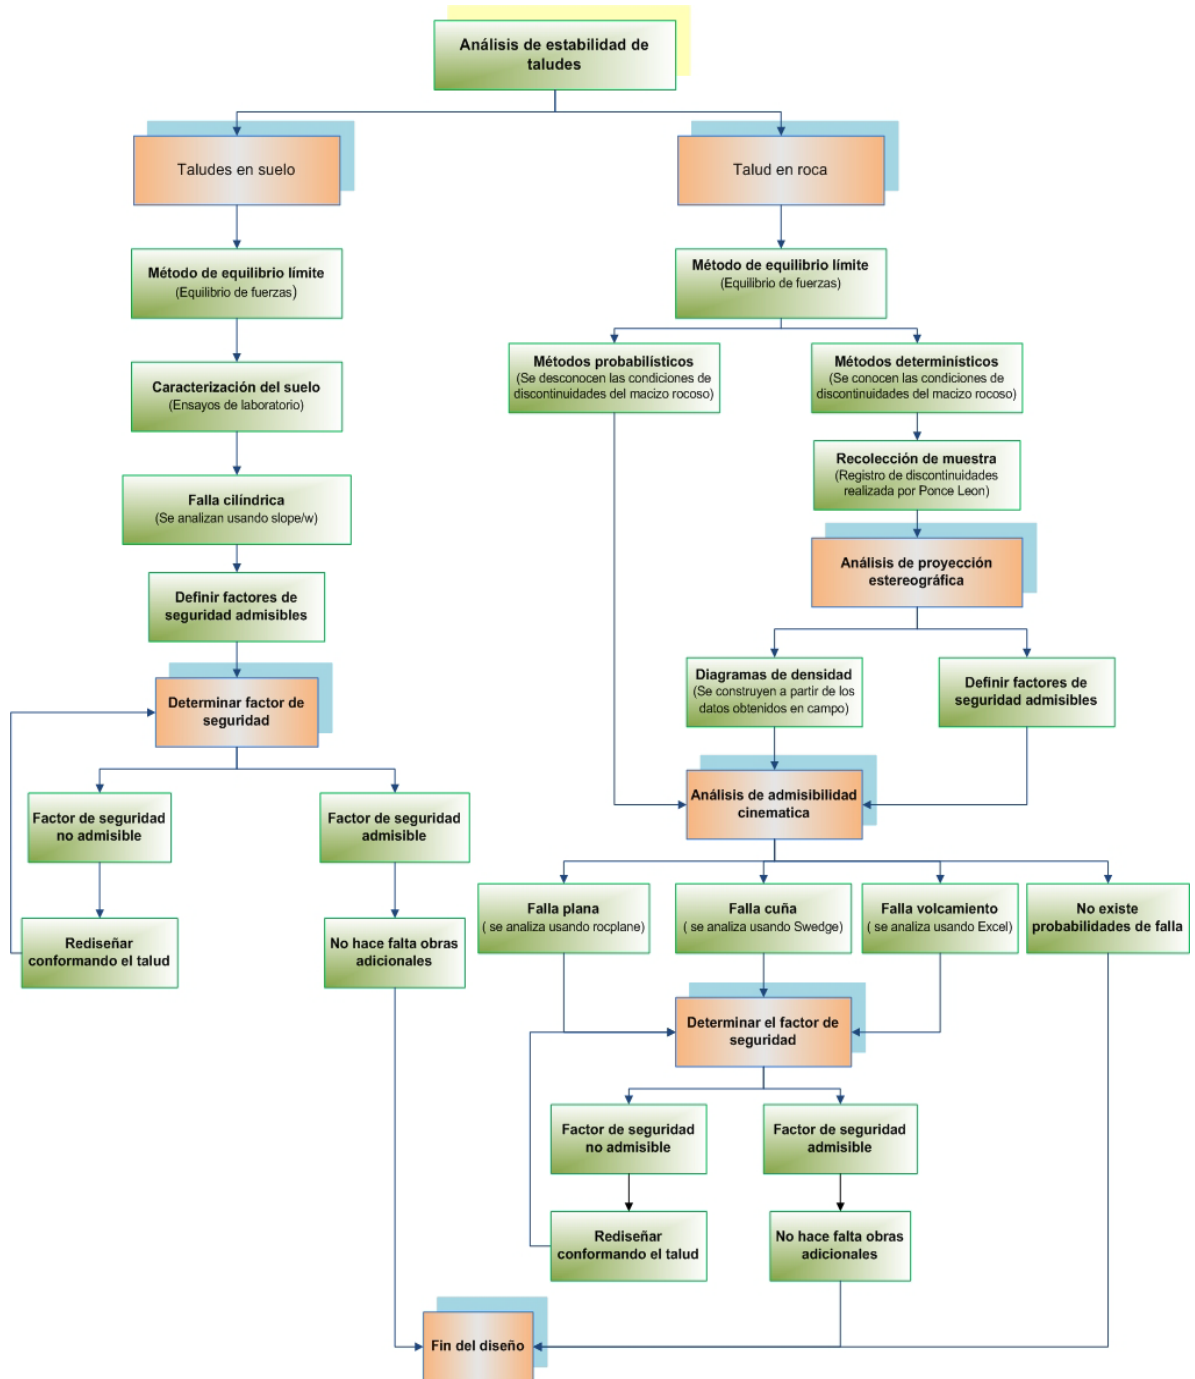 Análisis de estabilidad de
taludes
Taludes en suelo
Talud en roca
Método de equilibrio límite
(Equilibrio de fuerzas)
Método de equilibrio límite
(Equilibrio de fuerzas)
Caracterización del suelo
(Ensayos de laboratorio)
Métodos probabilísticos
(Se desconocen las condiciones de
discontinuidades del macizo rocoso)
Métodos determinísticos
(Se conocen las condiciones de
discontinuidades del macizo rocoso)
Recolección de muestra
(Registro de discontinuidades
realizada por Ponce Leon)
Falla cilíndrica
(Se analizan usando slope/w)
Análisis de proyección
estereográfica
Definir factores de
seguridad admisibles
Diagramas de densidad
(Se construyen a partir de los
datos obtenidos en campo)
Definir factores de
seguridad admisibles
Determinar factor de
seguridad
Análisis de admisibilidad
cinematica
Factor de seguridad
no admisible
Factor de seguridad
admisible
Falla plana
( se analiza usando rocplane)
Falla cuña
( se analiza usando Swedge)
Falla volcamiento
( se analiza usando Excel)
No existe
probabilidades de falla
Rediseñar
conformando el talud
No hace falta obras
adicionales
Determinar el factor de
seguridad
Factor de seguridad
no admisible
Factor de seguridad
admisible
Rediseñar
conformando el talud
No hace falta obras
adicionales
Fin del diseño